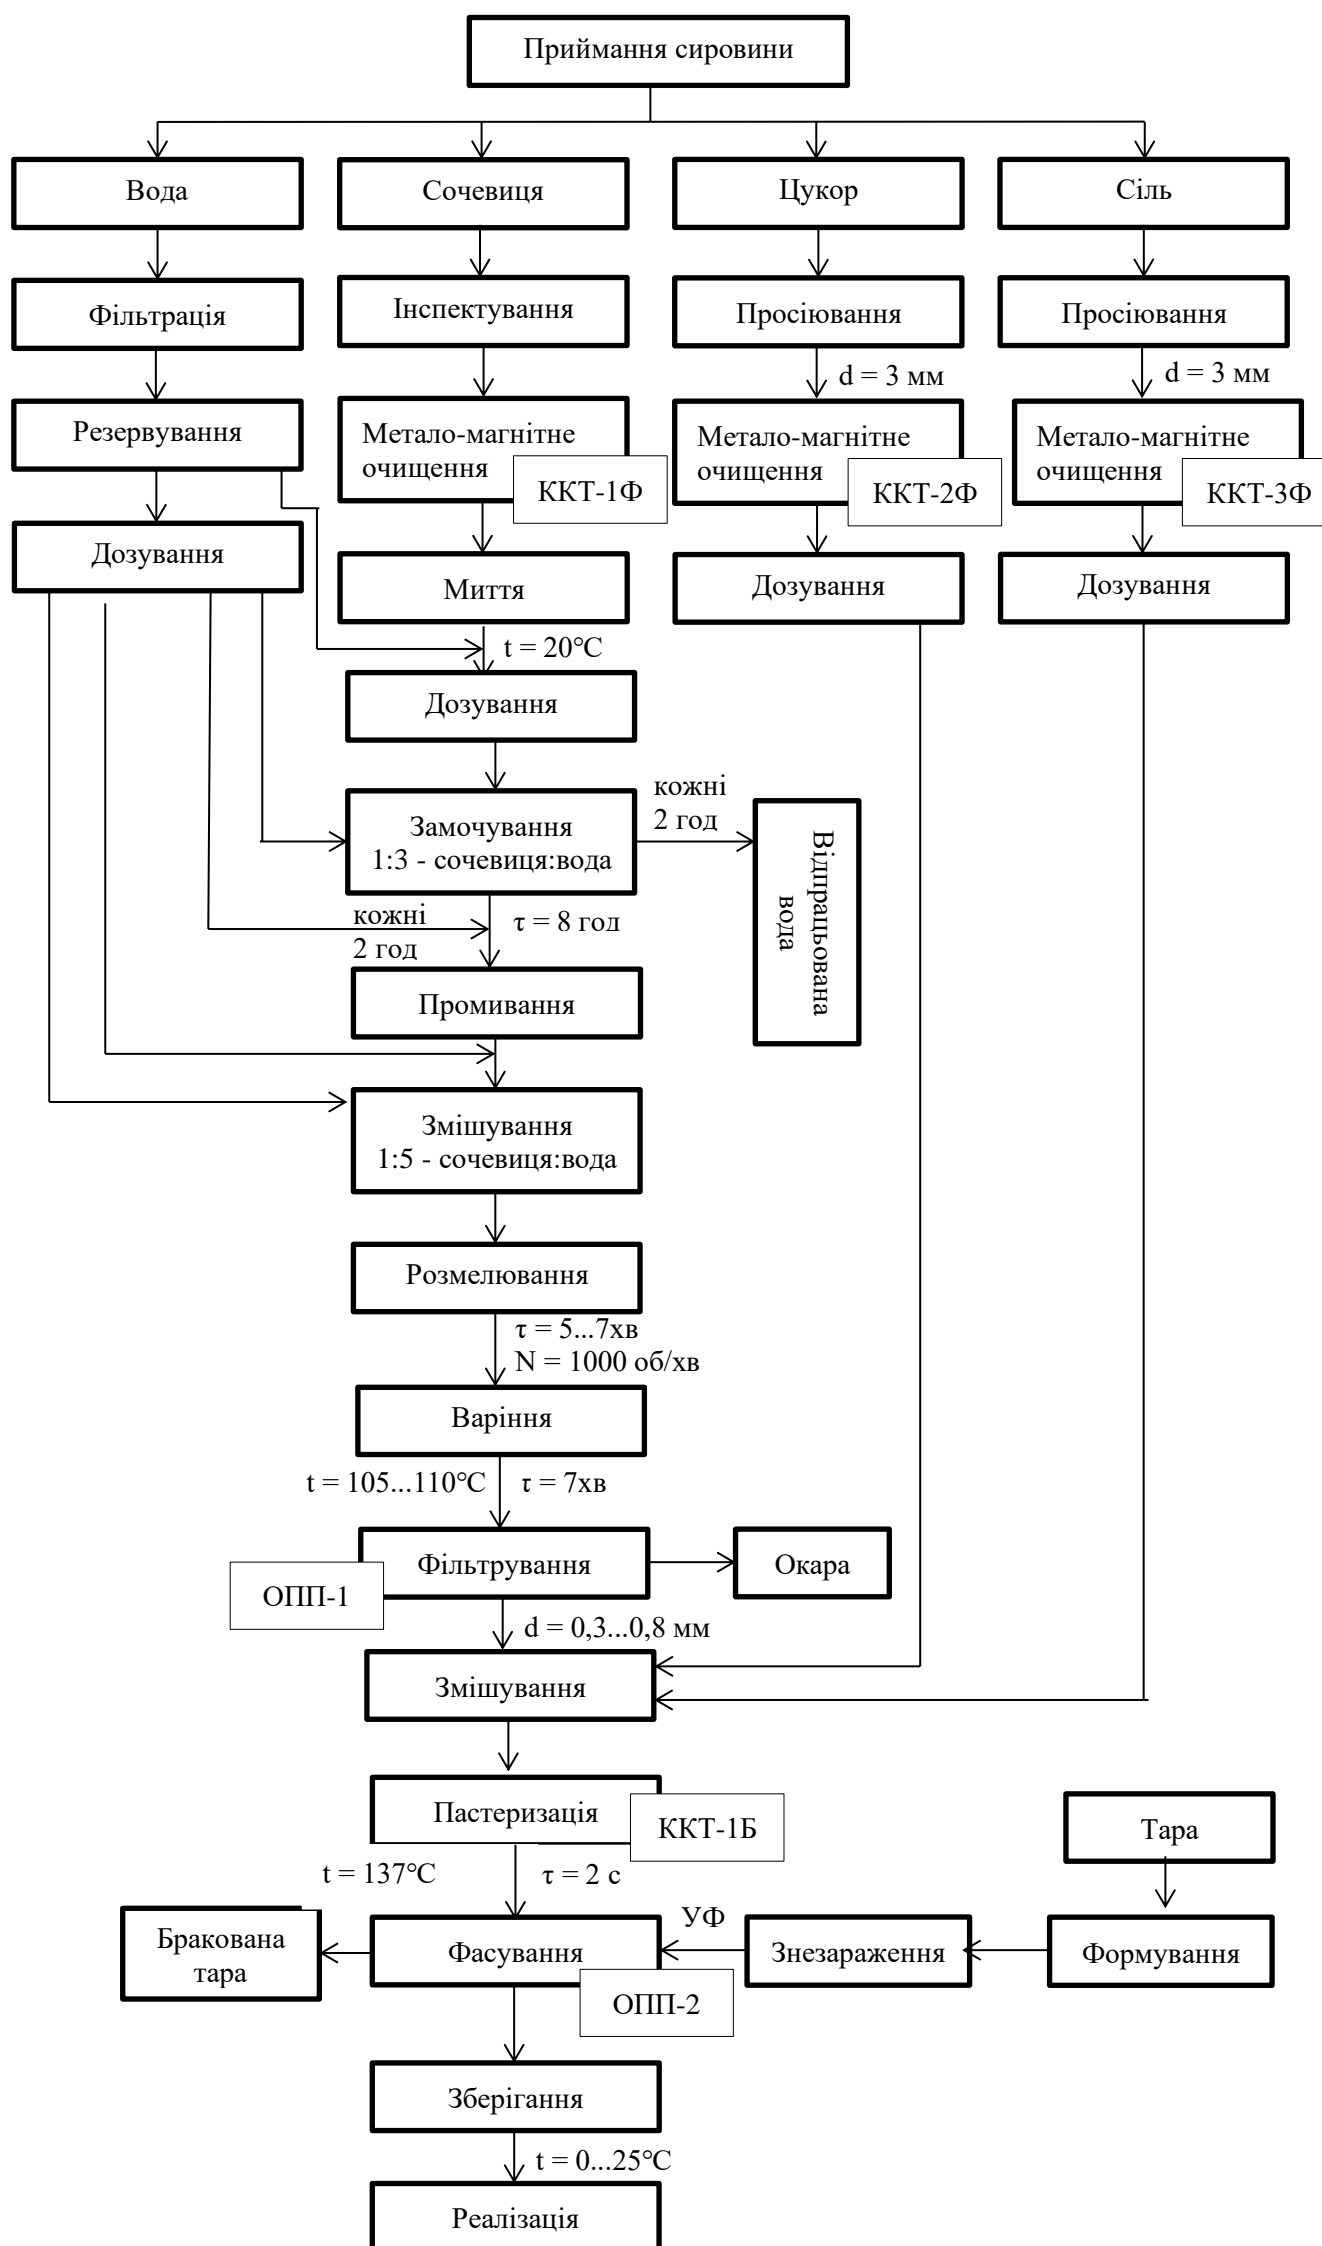 Приймання сировини
Вода
Сочевиця
Цукор
Сіль
Фільтрація
Інспектування
Просіювання
Просіювання
d = 3 мм
d = 3 мм
Резервування
Метало-магнітне
очищення
ККТ-1Ф
Метало-магнітне
очищення
ККТ-2Ф
Метало-магнітне
очищення
ККТ-3Ф
Дозування
Миття
Дозування
Дозування
t = 20°С
Дозування
кожні
2 год
Замочування
1:3 - сочевиця:вода
Відпрацьована
вода
кожні
2 год
τ = 8 год
Промивання
Змішування
1:5 - сочевиця:вода
Розмелювання
τ = 5...7хв
N = 1000 об/хв
Варіння
t = 105...110°С
τ = 7хв
Фільтрування
Окара
ОПП-1
d = 0,3...0,8 мм
Змішування
Пастеризація
ККТ-1Б
Тара
t = 137°С
τ = 2 с
Бракована
тара
Фасування
УФ
Знезараження
Формування
ОПП-2
Зберігання
t = 0...25°С
Реалізація